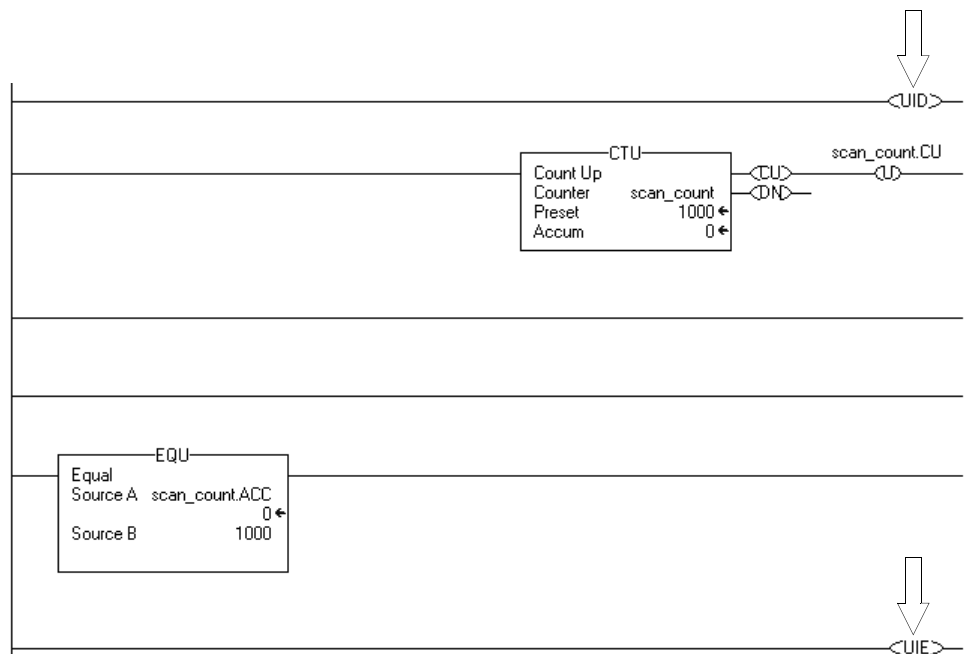 UID
CTU
Count Up
Counter scan_count
Preset 1000
Accum 0
CU
DN
scan_count.CU
U
EQU
Equal
Source A scan_count.ACC
0
Source B 1000
UIE